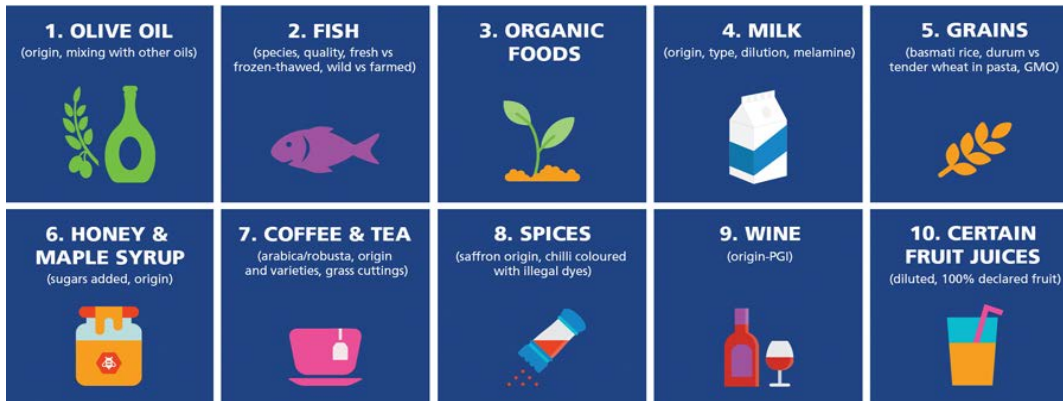 1. OLIVE OIL
(origin, mixing with other oils)
2. FISH
(species, quality, fresh vs
frozen-thawed, wild vs farmed)
3. ORGANIC
FOODS
4. MILK
(origin, type, dilution, melamine)
5. GRAINS
(basmati rice, durum vs
tender wheat in pasta, GMO)
6. HONEY &
MAPLE SYRUP
(sugars added, origin)
7. COFFEE & TEA
(arabica/robusta, origin
and varieties, grass cuttings)
8. SPICES
(saffron origin, chilli coloured
with illegal dyes)
9. WINE
(origin-PGI)
10. CERTAIN
FRUIT JUICES
(diluted, 100% declared fruit)